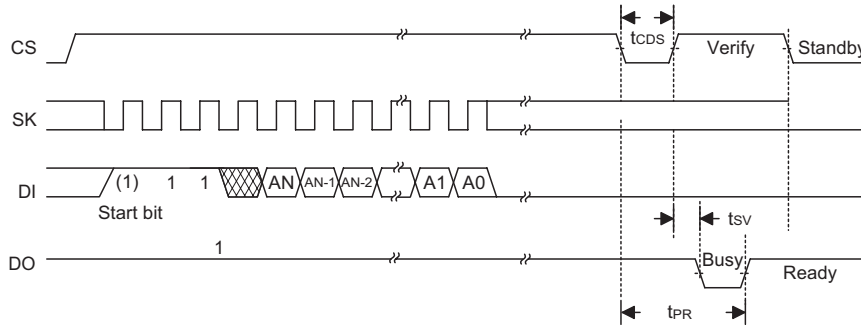 CS tCDS Verify Standby
SK
DI (1) 1 1 AN AN-1 AN-2 A1 A0
Start bit
tSV
1
DO Busy Ready
tPR